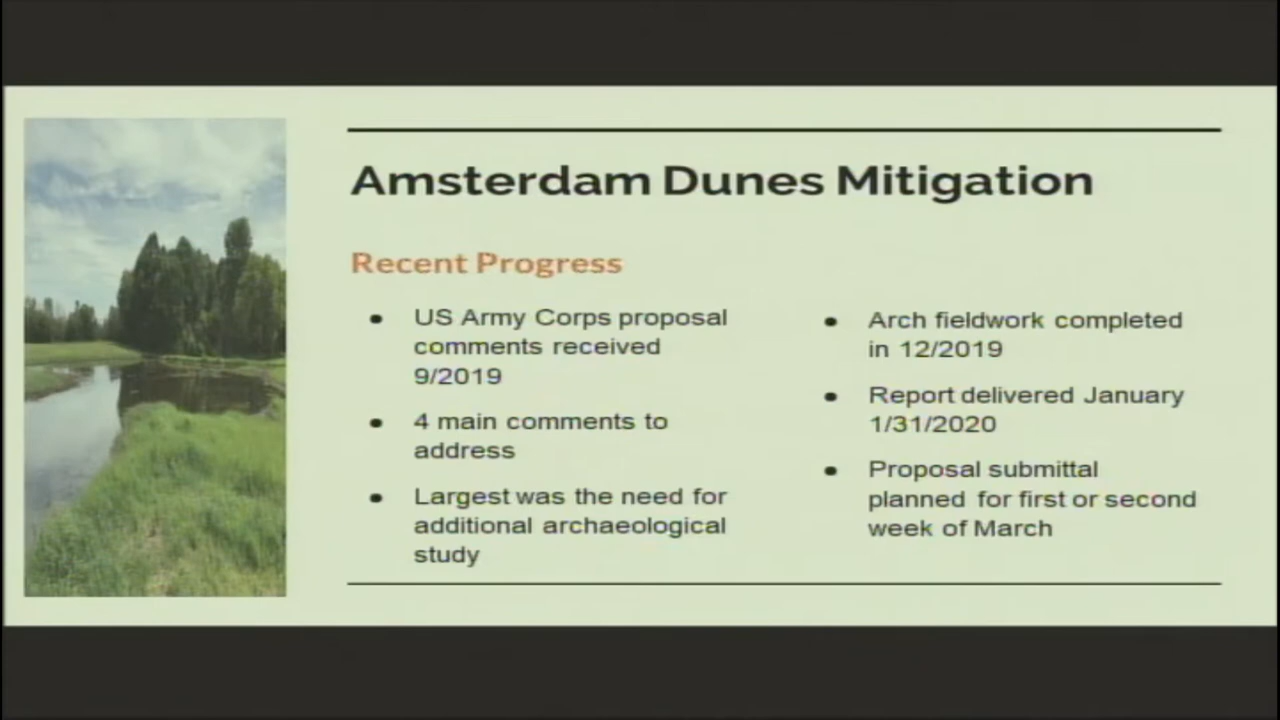 Amsterdam Dunes Mitigation
Recent Progress
● US Army Corps proposal
comments received
9/2019
● 4 main comments to
address
● Largest was the need for
additional archaeological
study
● Arch fieldwork completed
in 12/2019
● Report delivered January
1/31/2020
● Proposal submittal
planned for first or second
week of March